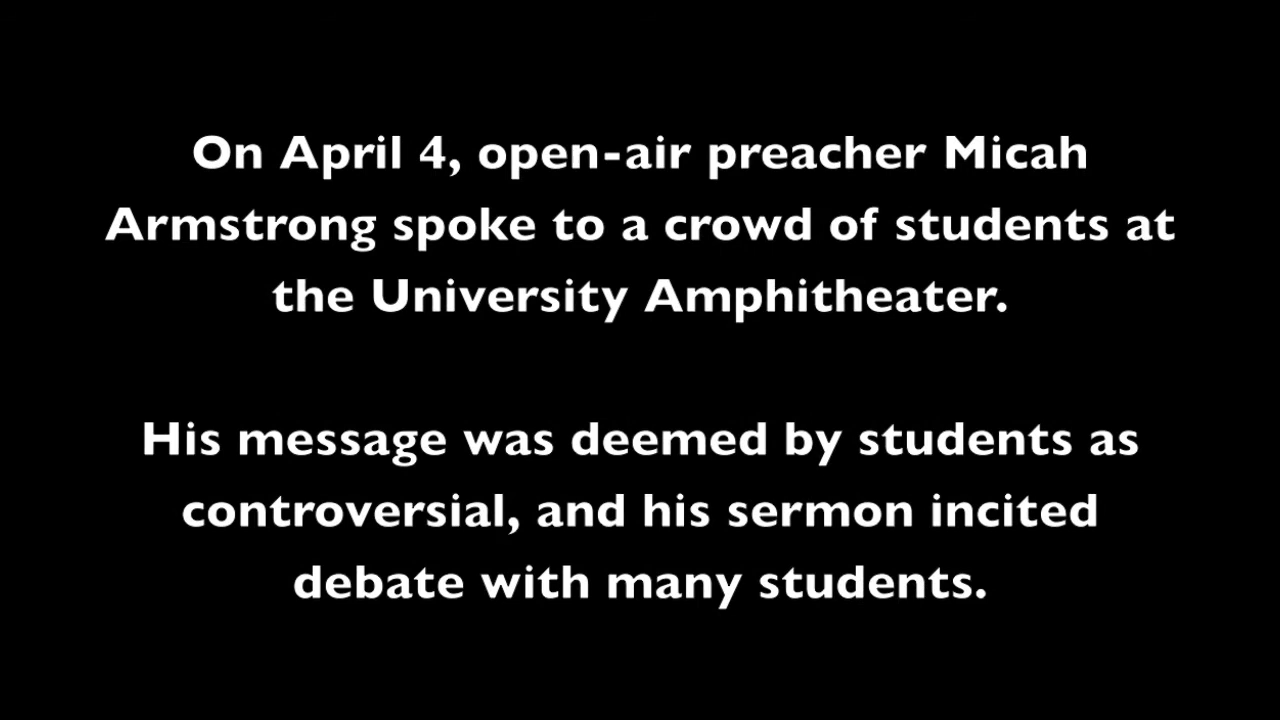 On April 4, open-air preacher Micah
Armstrong spoke to a crowd of students at
the University Amphitheater.
His message was deemed by students as
controversial, and his sermon incited
debate with many students.